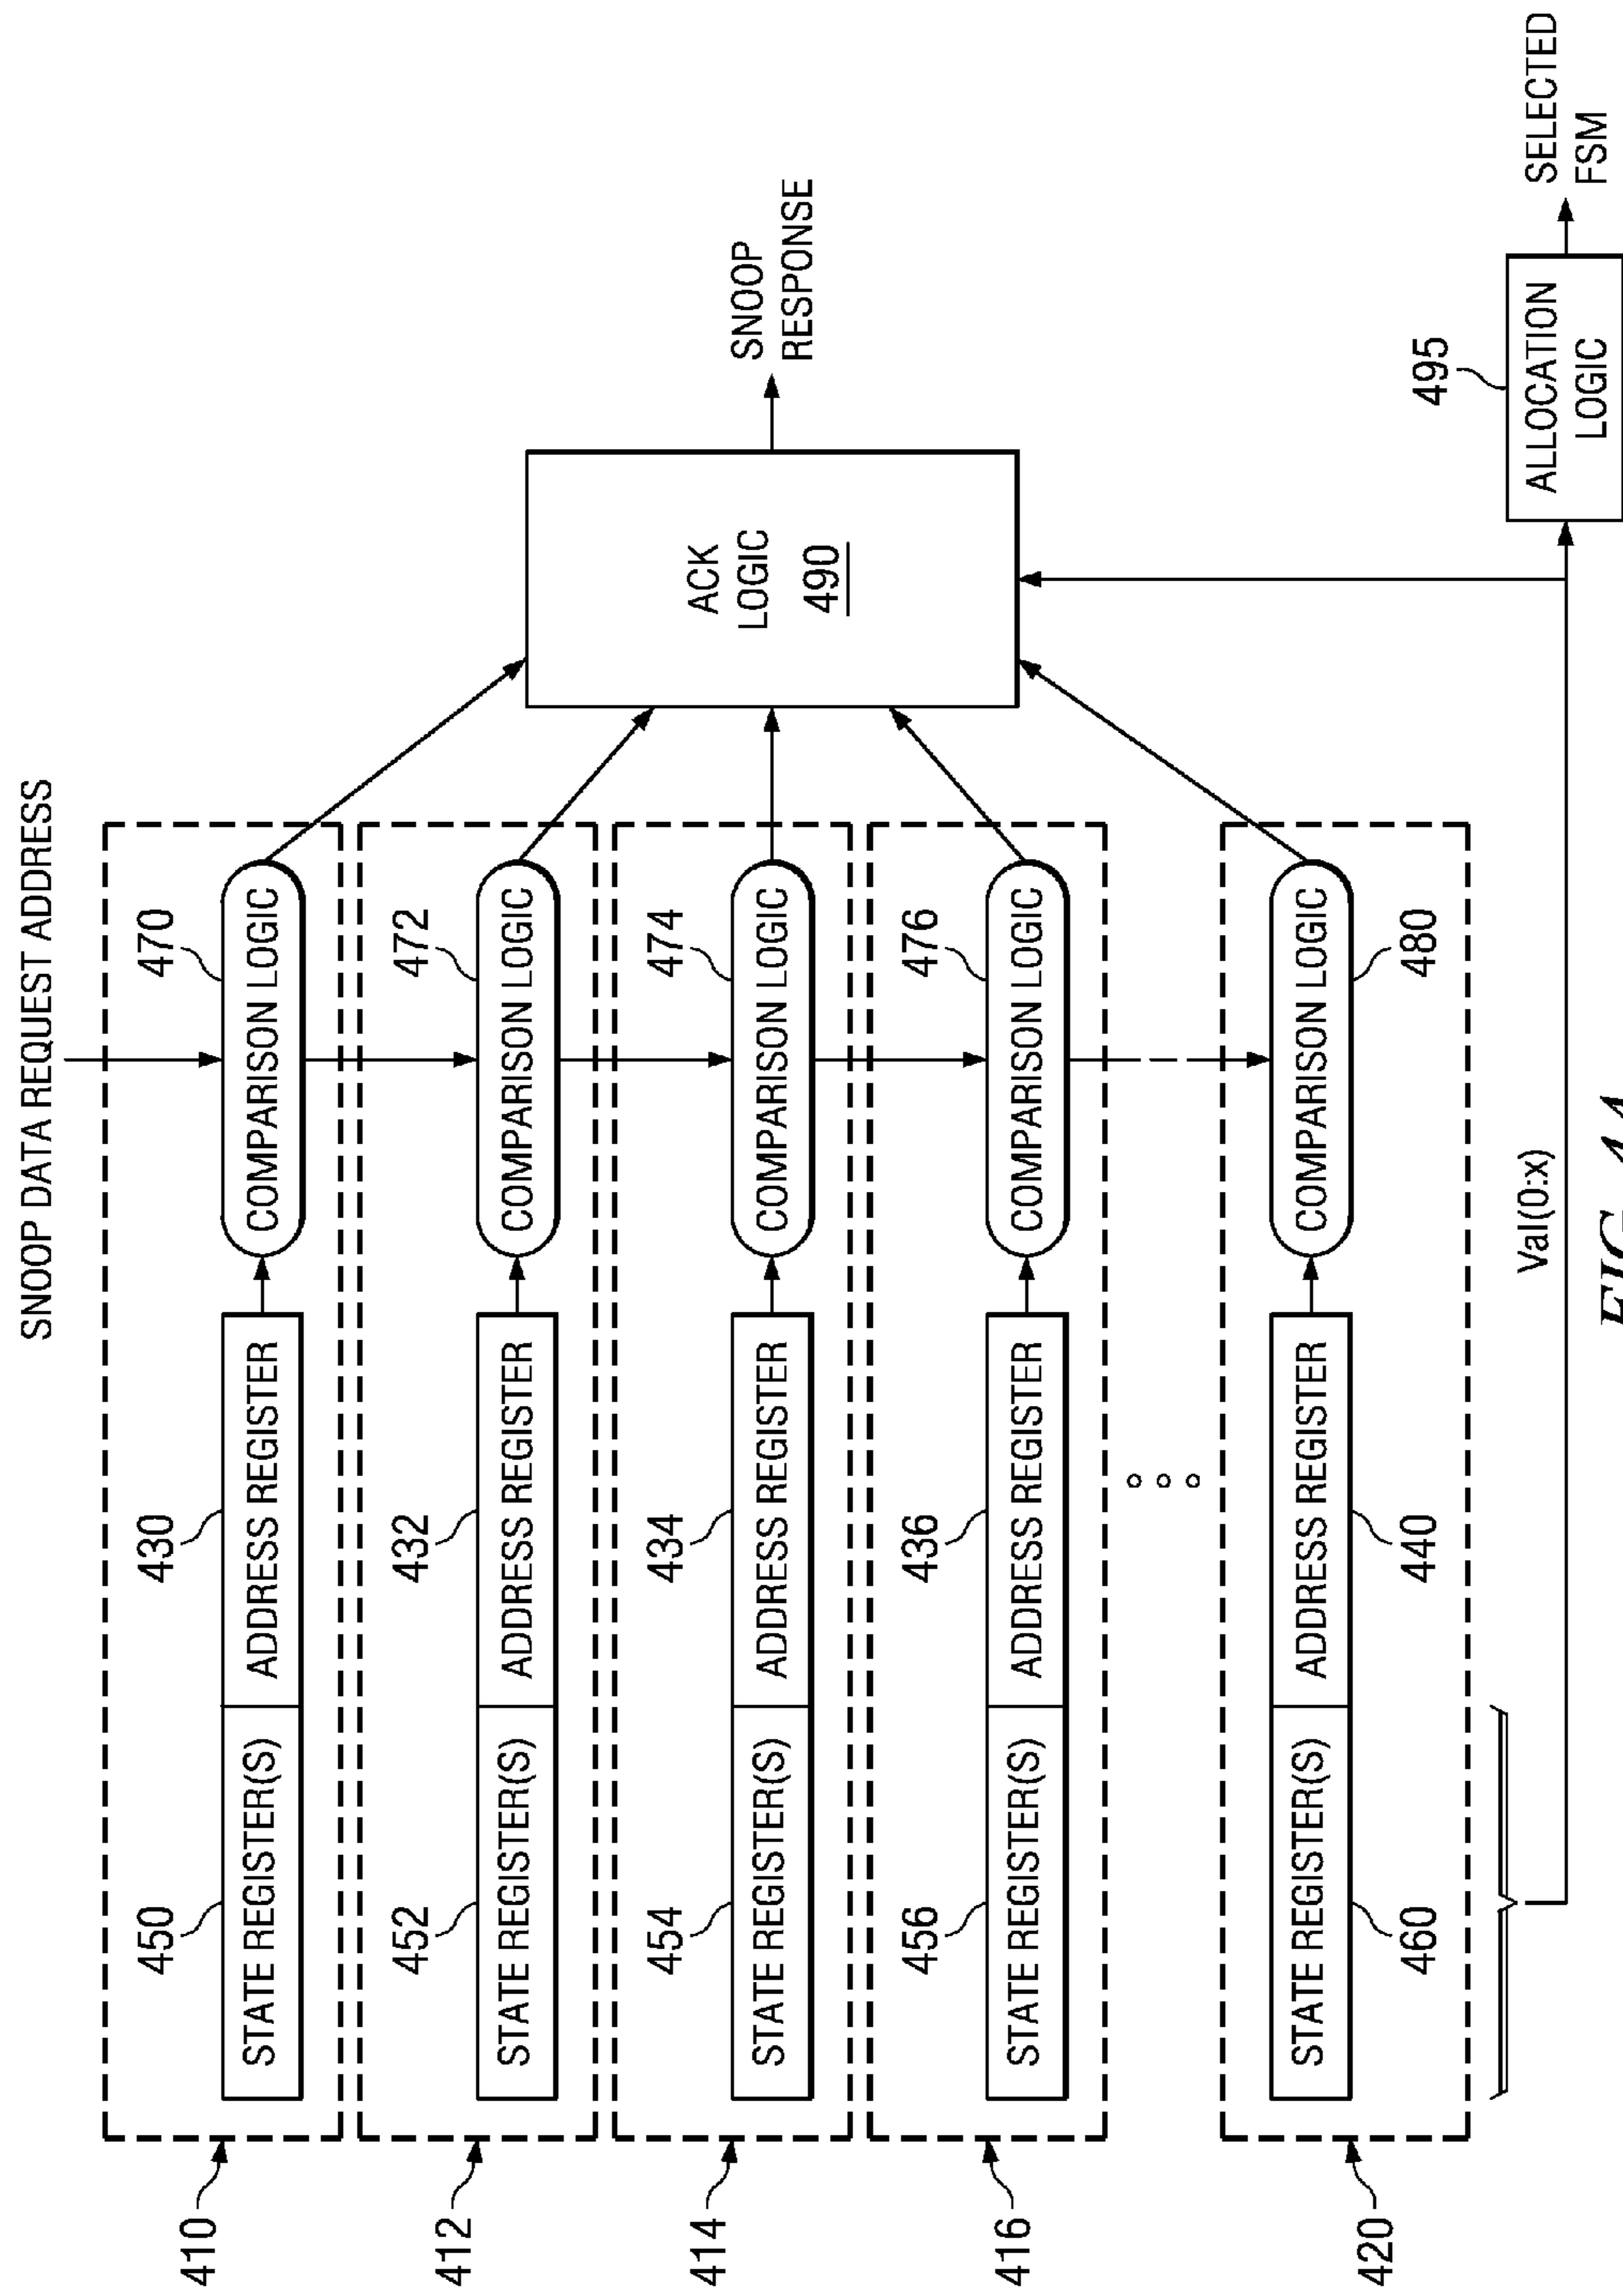 SNOOP DATA REQUEST ADDRESS
410
450
STATE REGISTER(S)
430
ADDRESS REGISTER
470
COMPARISON LOGIC
412
452
STATE REGISTER(S)
432
ADDRESS REGISTER
472
COMPARISON LOGIC
414
454
STATE REGISTER(S)
434
ADDRESS REGISTER
474
COMPARISON LOGIC
416
456
STATE REGISTER(S)
436
ADDRESS REGISTER
476
COMPARISON LOGIC
420
STATE REGISTER(S)
460
ADDRESS REGISTER
440
COMPARISON LOGIC
480
ACK
LOGIC
490
SNOOP
RESPONSE
Val(0:x)
495
ALLOCATION
LOGIC
SELECTED
FSM
FIG. 4A